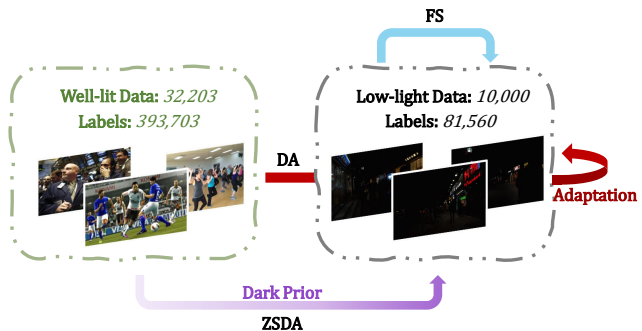 FS
Well-lit Data: 32,203
Labels: 393,703
Low-light Data: 10,000
Labels: 81,560
DA
Adaptation
Dark Prior
ZSDA